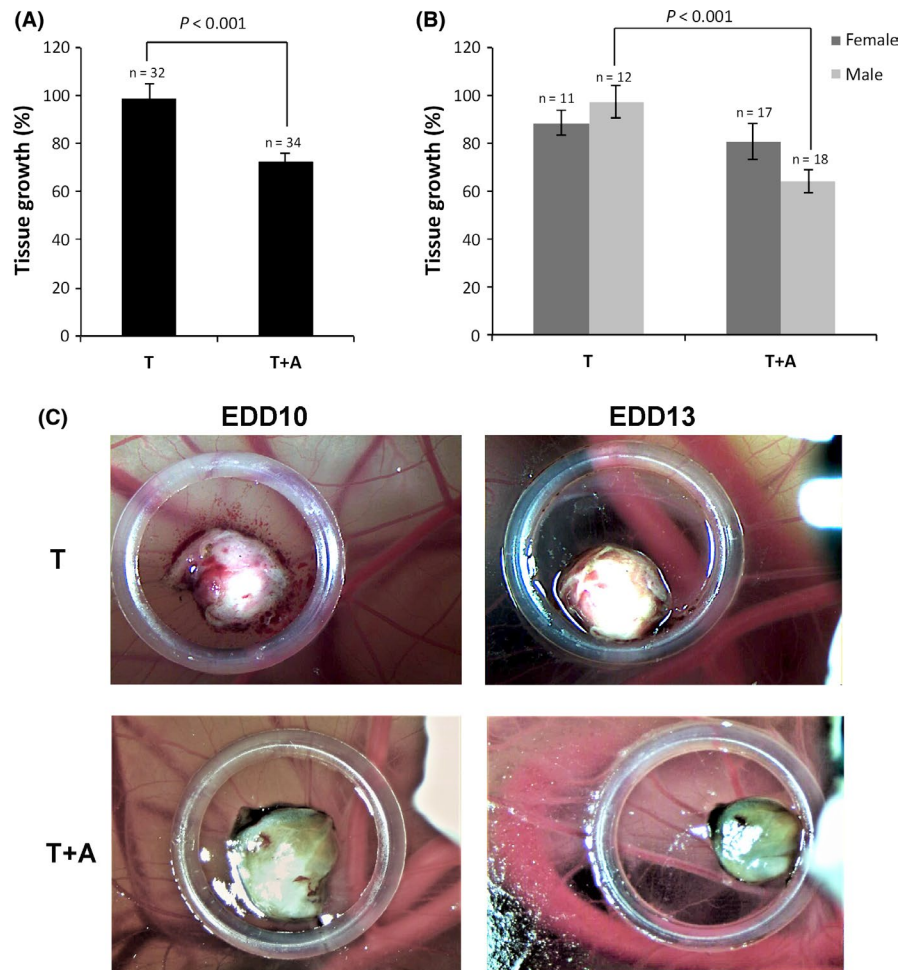 (A)
P < 0.001
120
100
80
60
40
20
0
Tissue growth (%)
n = 32
n = 34
T
T+A
(B)
P < 0.001
Female
Male
120
100
80
60
40
20
0
Tissue growth (%)
n = 11
n = 12
n = 17
n = 18
T
T+A
(C)
EDD10
EDD13
T
T+A